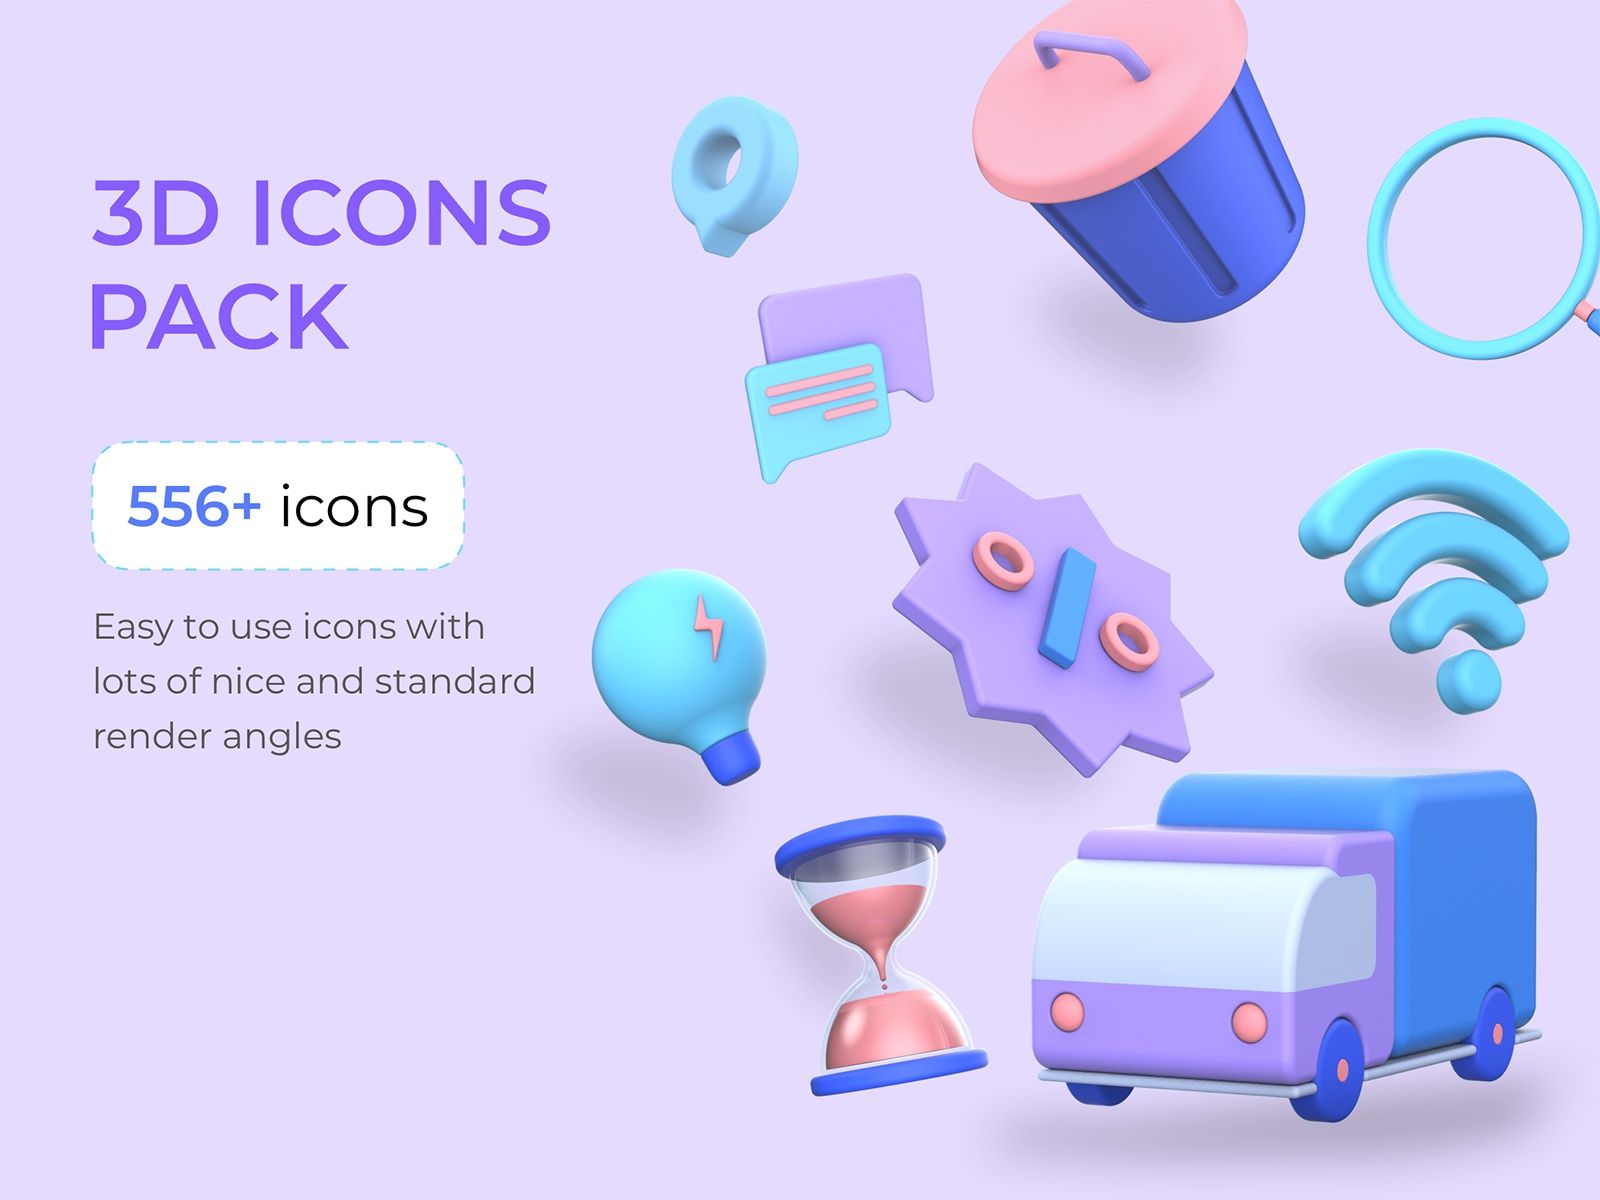 3D ICONS
PACK
556+ icons
Easy to use icons with
lots of nice and standard
render angles